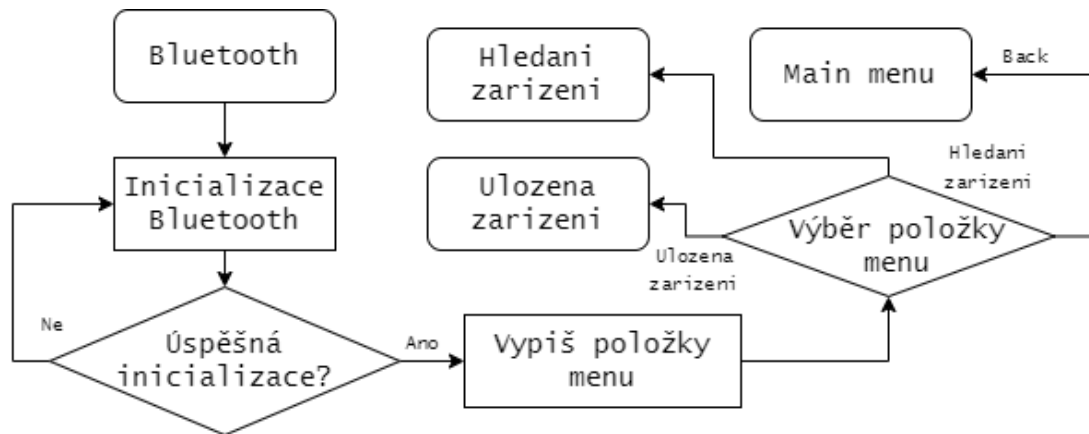 Bluetooth
Hledani
zarizeni
Main menu
Back
Inicializace
Bluetooth
Ulozena
zarizeni
Hledani
zarizeni
Výběr položky
menu
Ulozena
zarizeni
Ne
Úspěšná
inicializace?
Ano
Vypiš položky
menu